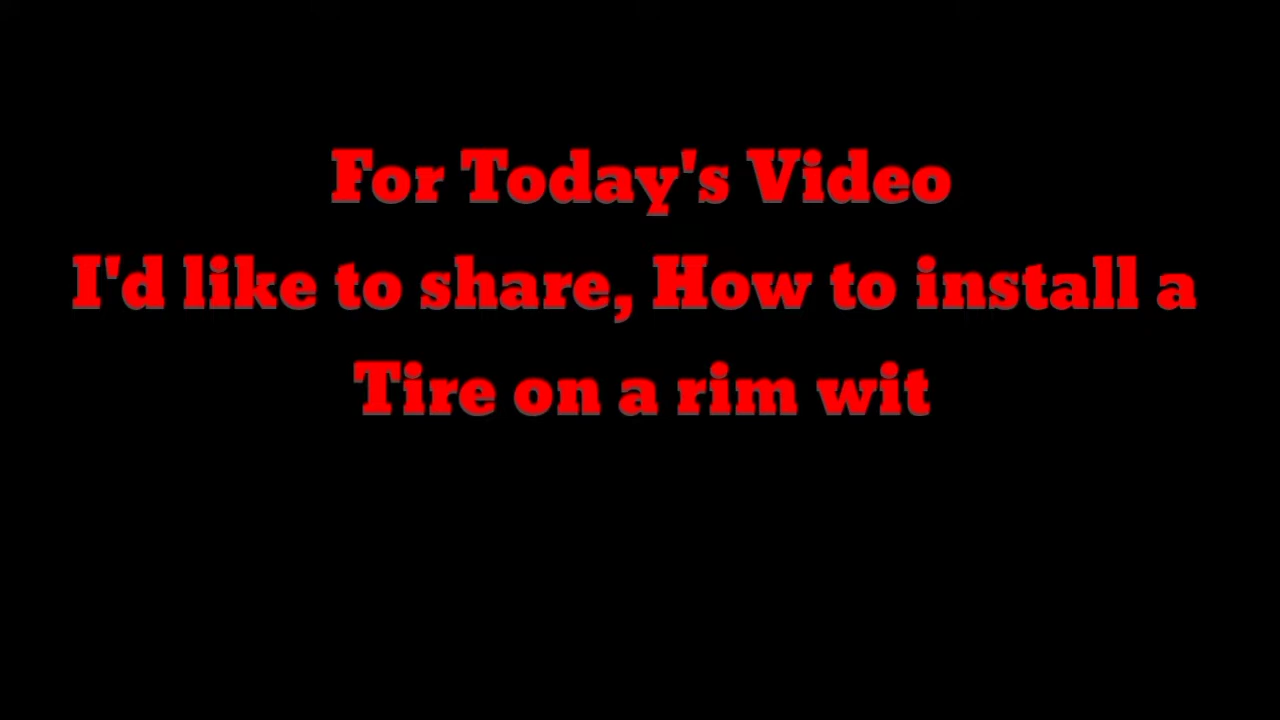 For Today's Video
I'd like to share, How to install a
Tire on a rim wit